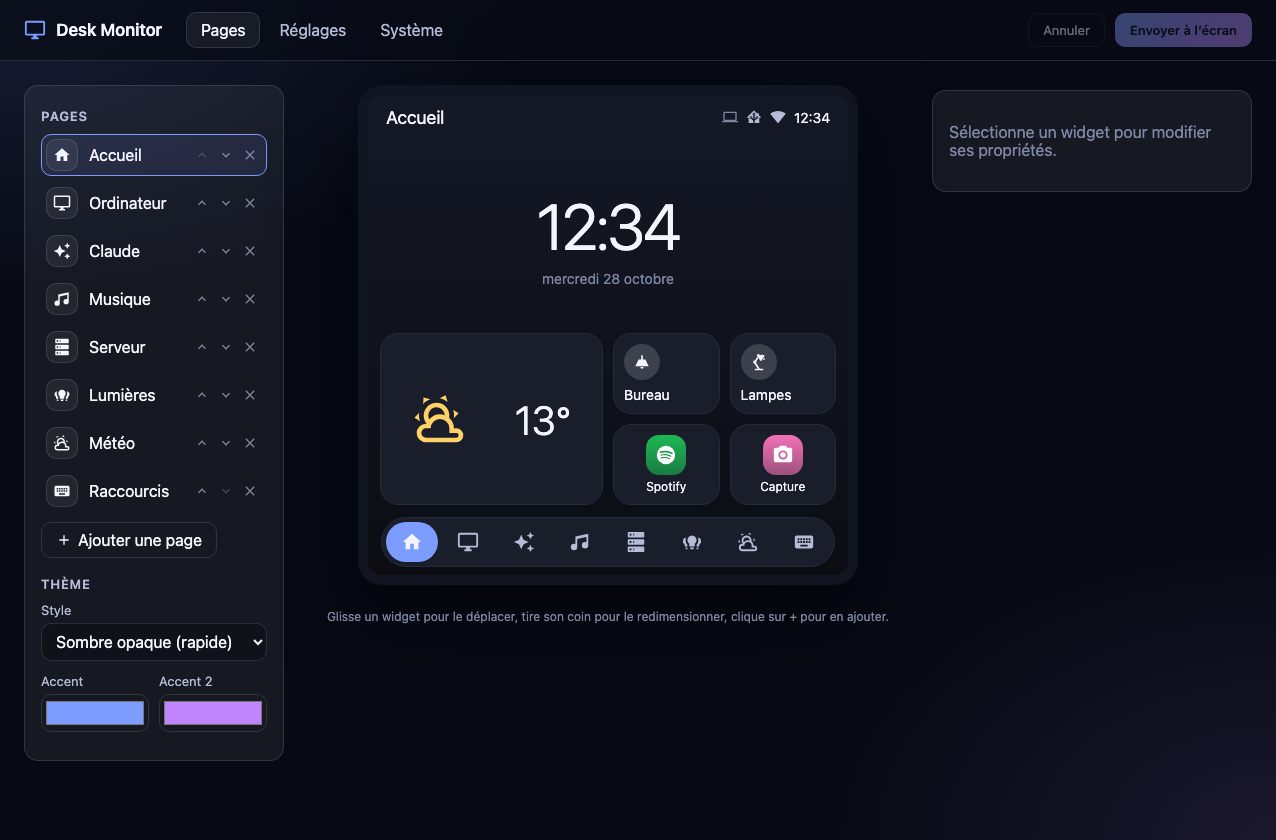 Desk Monitor
Pages
Réglages
Système
Annuler
Envoyer à l'écran
PAGES
Accueil
Ordinateur
Claude
Musique
Serveur
Lumières
Météo
Raccourcis
+ Ajouter une page
THÈME
Style
Sombre opaque (rapide)
Accent
Accent 2
Accueil
12:34
12:34
mercredi 28 octobre
13°
Bureau
Lampes
Spotify
Capture
Glisse un widget pour le déplacer, tire son coin pour le redimensionner, clique sur + pour en ajouter.
Sélectionne un widget pour modifier
ses propriétés.